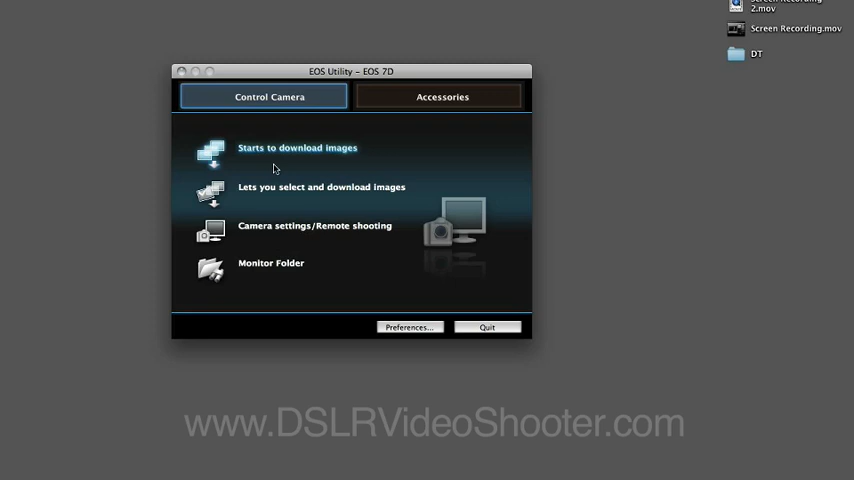 Screen Recording
2.mov
Screen Recording.mov
DT
EOS Utility – EOS 7D
Control Camera
Accessories
Starts to download images
Lets you select and download images
Camera settings/Remote shooting
Monitor Folder
Preferences...
Quit
www.DSLRVideoShooter.com